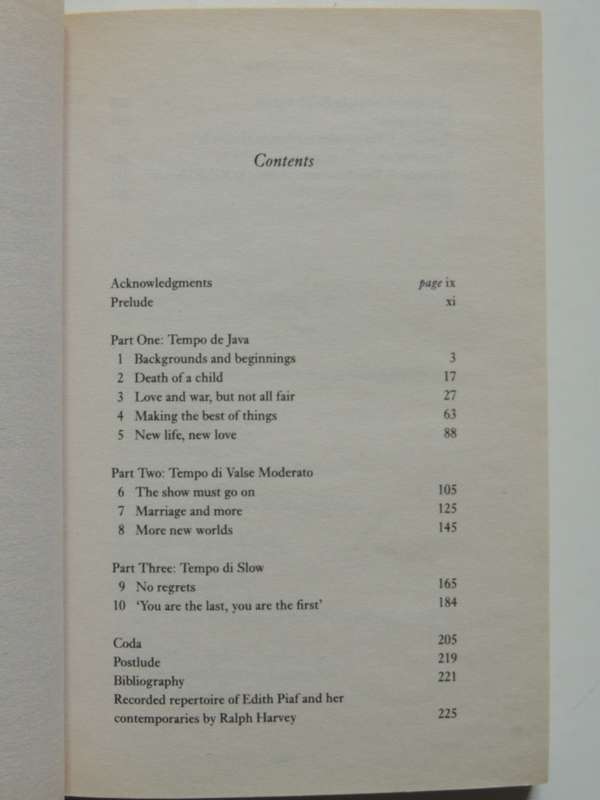 Contents
Acknowledgments page ix
Prelude xi
Part One: Tempo de Java
1 Backgrounds and beginnings 3
2 Death of a child 17
3 Love and war, but not all fair 27
4 Making the best of things 63
5 New life, new love 88
Part Two: Tempo di Valse Moderato
6 The show must go on 105
7 Marriage and more 125
8 More new worlds 145
Part Three: Tempo di Slow
9 No regrets 165
10 ‘You are the last, you are the first’ 184
Coda 205
Postlude 219
Bibliography 221
Recorded repertoire of Edith Piaf and her
contemporaries by Ralph Harvey 225